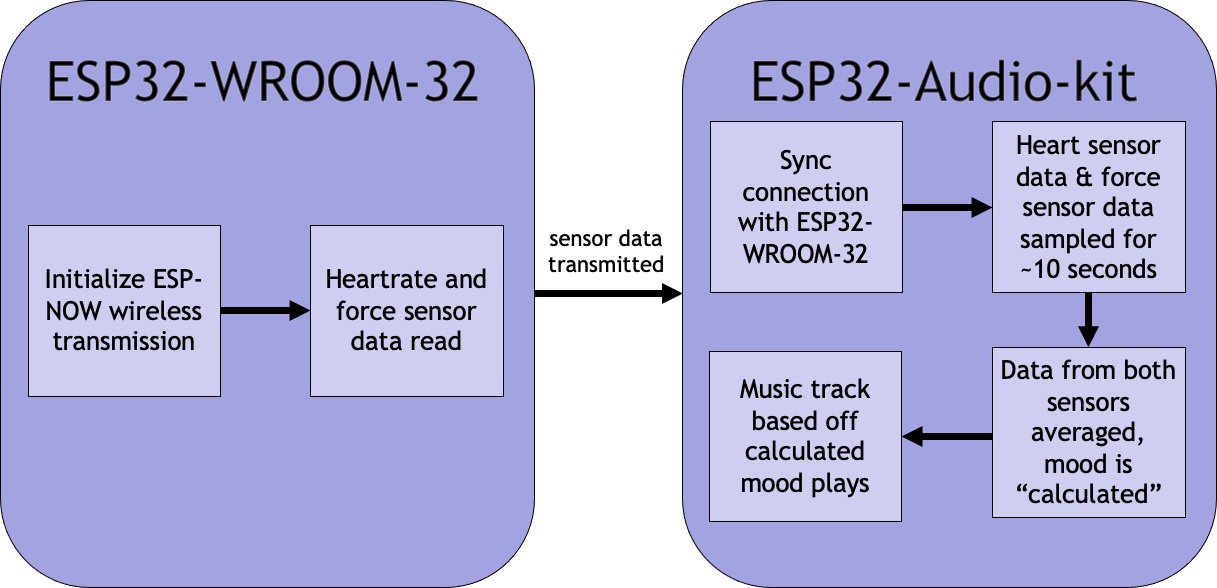 ESP32-WROOM-32
Initialize ESP-
NOW wireless
transmission
Heartrate and
force sensor
data read
sensor data
transmitted
ESP32-Audio-kit
Sync
connection
with ESP32-
WROOM-32
Heart sensor
data & force
sensor data
sampled for
~10 seconds
Data from both
sensors
averaged,
mood is
“calculated”
Music track
based off
calculated
mood plays